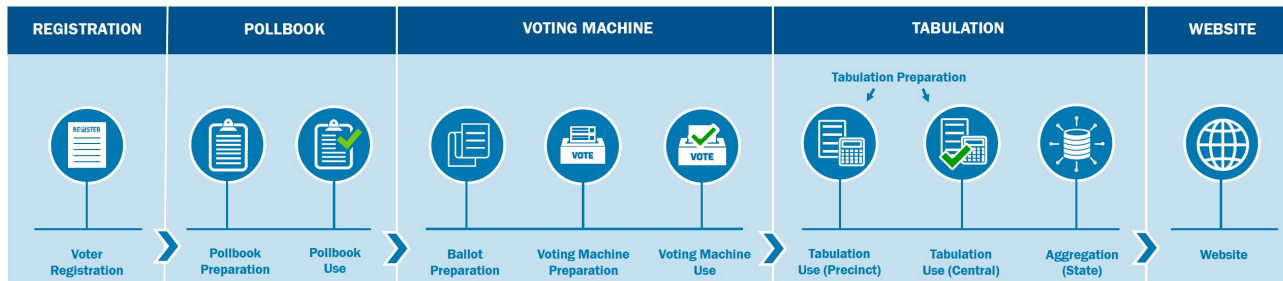 REGISTRATION
POLLBOOK
VOTING MACHINE
TABULATION
WEBSITE
Tabulation Preparation
REGISTER
VOTE
VOTE
Voter
Registration
Pollbook
Preparation
Pollbook
Use
Ballot
Preparation
Voting Machine
Preparation
Voting Machine
Use
Tabulation
Use (Precinct)
Tabulation
Use (Central)
Aggregation
(State)
Website